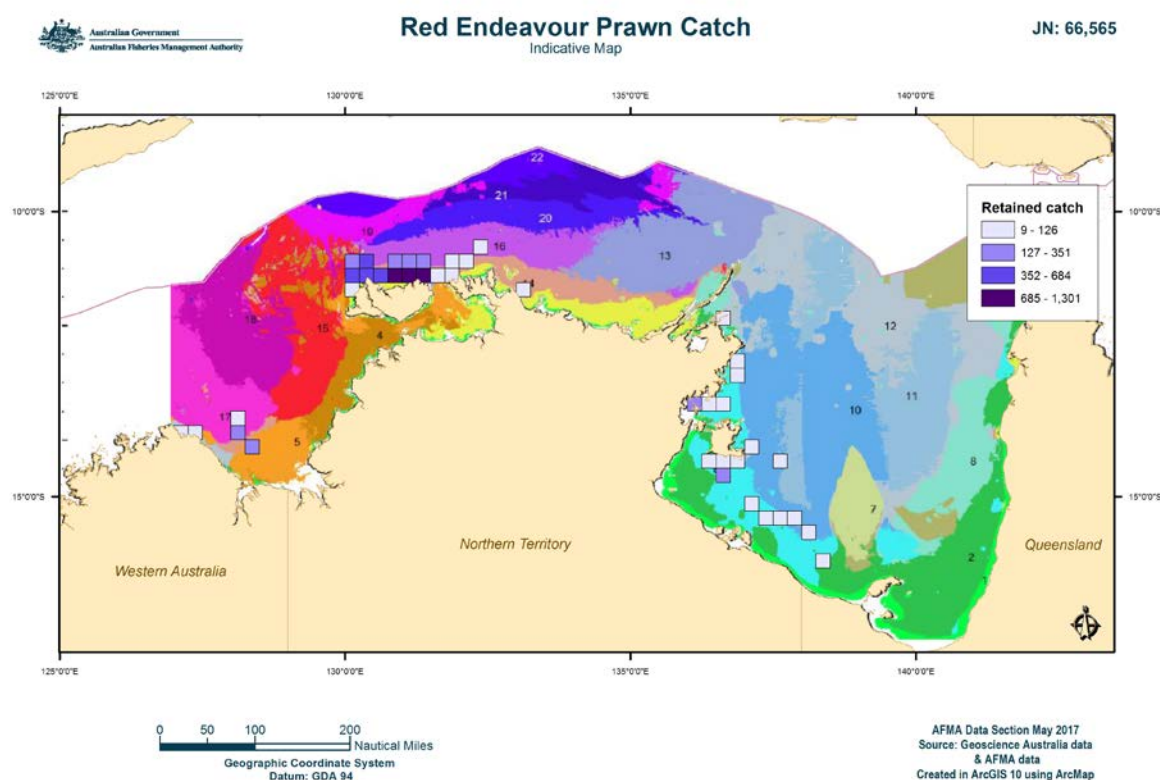 Australian Government
Australian Fisheries Management Authority
Red Endeavour Prawn Catch
Indicative Map
JN: 66,565
125°0'0"E
130°0'0"E
135°0'0"E
140°0'0"E
10°0'0"S
10°0'0"S
Retained catch
9 - 126
127 - 351
352 - 684
685 - 1,301
22
21
20
19
16
13
12
18
15
4
10
11
17
5
8
7
2
1
15°0'0"S
15°0'0"S
Western Australia
Northern Territory
Queensland
125°0'0"E
130°0'0"E
135°0'0"E
140°0'0"E
0 50 100 200
Nautical Miles
Geographic Coordinate System
Datum: GDA 94
AFMA Data Section May 2017
Source: Geoscience Australia data
& AFMA data
Created in ArcGIS 10 using ArcMap